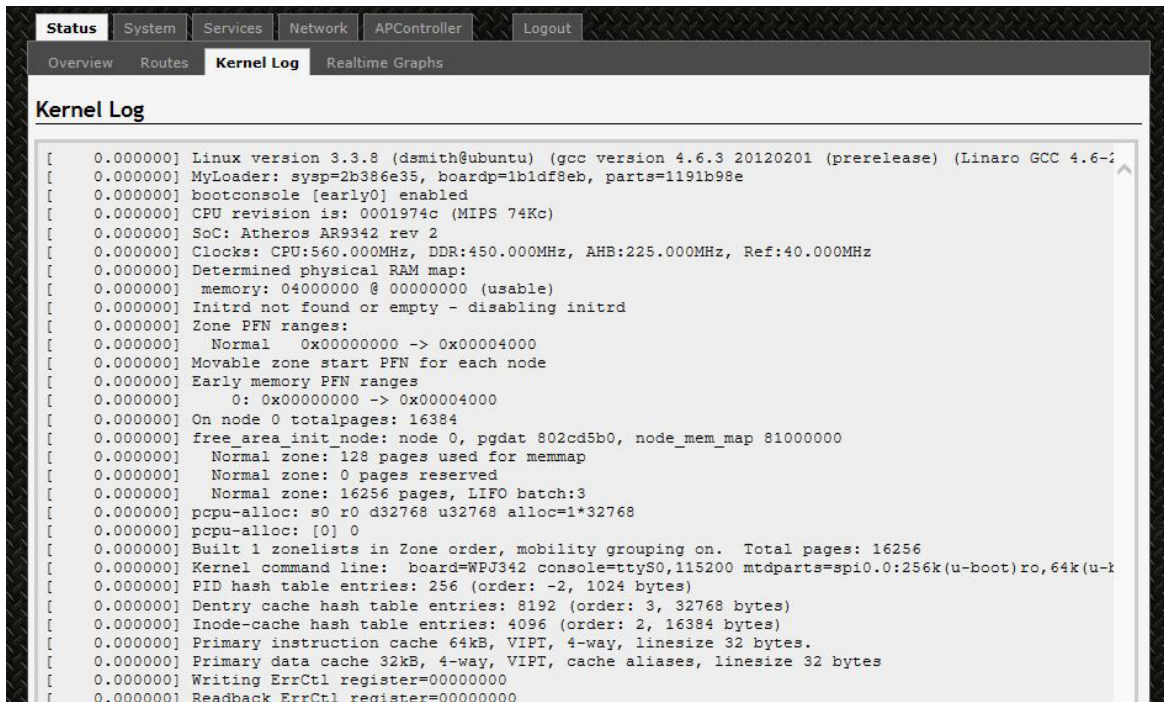 Status System Services Network APController Logout
Overview Routes Kernel Log Realtime Graphs
Kernel Log
[    0.000000] Linux version 3.3.8 (dsmith@ubuntu) (gcc version 4.6.3 20120201 (prerelease) (Linaro GCC 4.6-2
[    0.000000] MyLoader: sysp=2b386e35, boardp=1b1df8eb, parts=1191b98e
[    0.000000] bootconsole [early0] enabled
[    0.000000] CPU revision is: 0001974c (MIPS 74Kc)
[    0.000000] SoC: Atheros AR9342 rev 2
[    0.000000] Clocks: CPU:560.000MHz, DDR:450.000MHz, AHB:225.000MHz, Ref:40.000MHz
[    0.000000] Determined physical RAM map:
[    0.000000]  memory: 04000000 @ 00000000 (usable)
[    0.000000] Initrd not found or empty - disabling initrd
[    0.000000] Zone PFN ranges:
[    0.000000]   Normal   0x00000000 -> 0x00004000
[    0.000000] Movable zone start PFN for each node
[    0.000000] Early memory PFN ranges
[    0.000000]     0: 0x00000000 -> 0x00004000
[    0.000000] On node 0 totalpages: 16384
[    0.000000] free_area_init_node: node 0, pgdat 802cd5b0, node_mem_map 81000000
[    0.000000]   Normal zone: 128 pages used for memmap
[    0.000000]   Normal zone: 0 pages reserved
[    0.000000]   Normal zone: 16256 pages, LIFO batch:3
[    0.000000] pcpu-alloc: s0 r0 d32768 u32768 alloc=1*32768
[    0.000000] pcpu-alloc: [0] 0
[    0.000000] Built 1 zonelists in Zone order, mobility grouping on.  Total pages: 16256
[    0.000000] Kernel command line:  board=WPJ342 console=ttyS0,115200 mtdparts=spi0.0:256k(u-boot)ro,64k(u-b
[    0.000000] PID hash table entries: 256 (order: -2, 1024 bytes)
[    0.000000] Dentry cache hash table entries: 8192 (order: 3, 32768 bytes)
[    0.000000] Inode-cache hash table entries: 4096 (order: 2, 16384 bytes)
[    0.000000] Primary instruction cache 64kB, VIPT, 4-way, linesize 32 bytes.
[    0.000000] Primary data cache 32kB, 4-way, VIPT, cache aliases, linesize 32 bytes
[    0.000000] Writing ErrCtl register=00000000
[    0.000000] Readback ErrCtl register=00000000